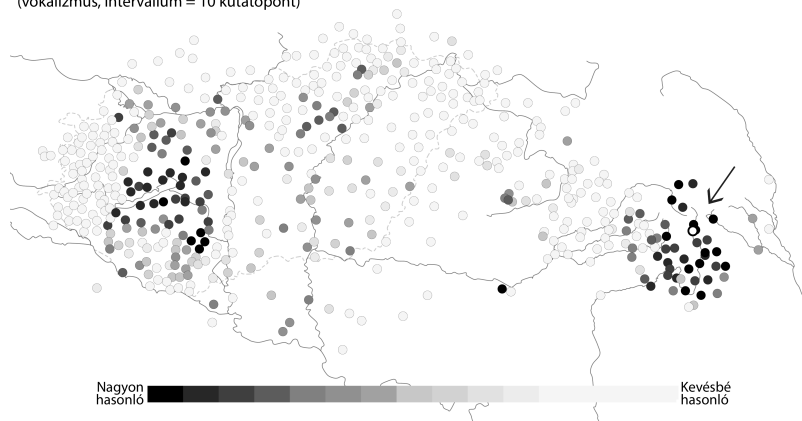 (vokalizmus, intervallum = 10 kutatópont)
Nagyon
hasonló
Kevésbé
hasonló